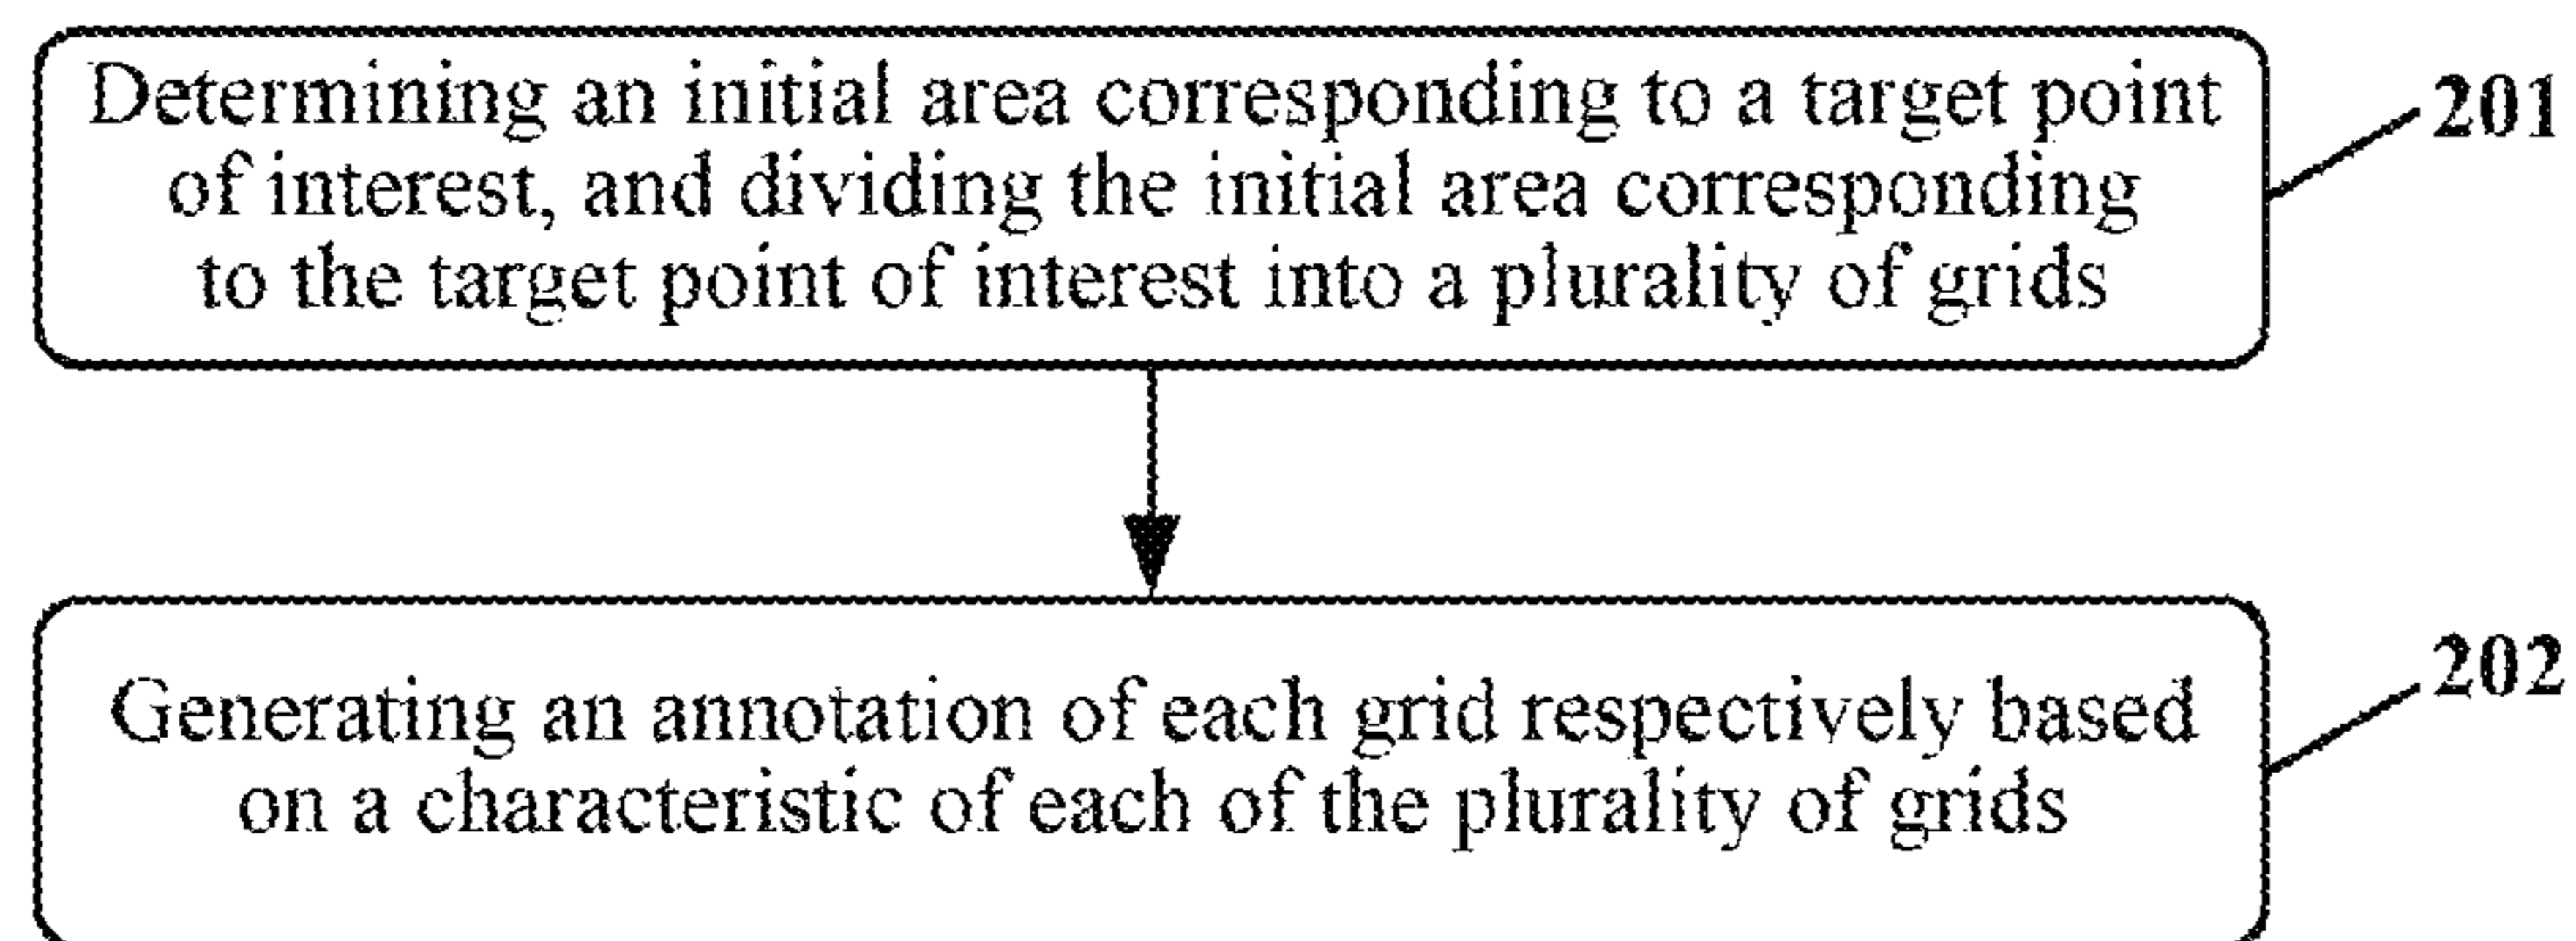 Determining an initial area corresponding to a target point
of interest, and dividing the initial area corresponding
to the target point of interest into a plurality of grids
201
Generating an annotation of each grid respectively based
on a characteristic of each of the plurality of grids
202